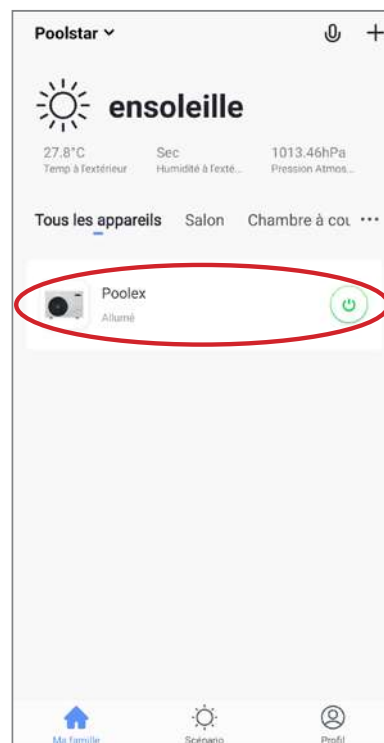 Poolstar
ensoleille
27.8°C Sec 1013.46hPa
Temp à l'extérieur Humidité à l'exté... Pression Atmos...
Tous les appareils Salon Chambre à cou ...
Poolex
Allumé
Ma famille Scénario Profil